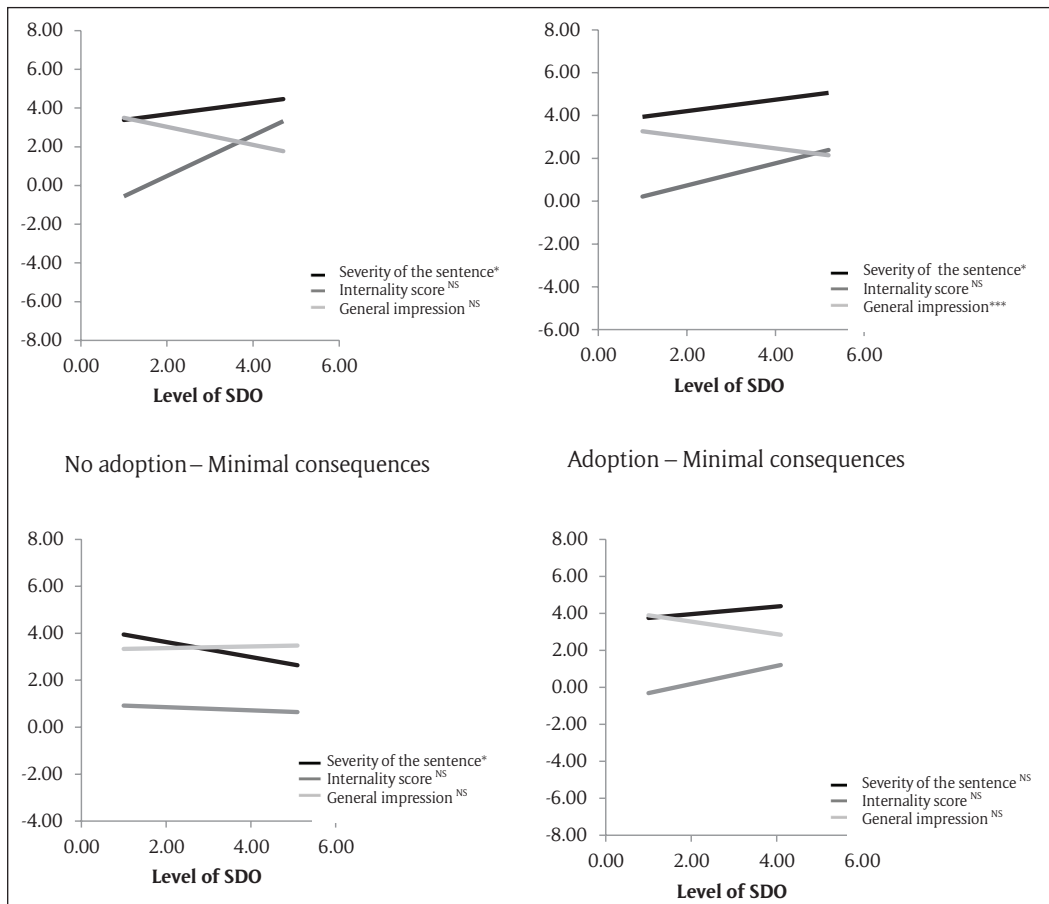 8.00
6.00
4.00
2.00
0.00
-2.00
-4.00
-6.00
-8.00
0.00 2.00 4.00 6.00
Level of SDO
Severity of the sentence*
Internality score NS
General impression NS
8.00
6.00
4.00
2.00
0.00
-2.00
-4.00
-6.00
0.00 2.00 4.00 6.00
Level of SDO
Severity of the sentence*
Internality score NS
General impression***
No adoption – Minimal consequences
8.00
6.00
4.00
2.00
0.00
-2.00
-4.00
0.00 2.00 4.00 6.00
Level of SDO
Severity of the sentence*
Internality score NS
General impression NS
Adoption – Minimal consequences
8.00
6.00
4.00
2.00
0.00
-2.00
-4.00
-6.00
-8.00
0.00 2.00 4.00 6.00
Level of SDO
Severity of the sentence NS
Internality score NS
General impression NS